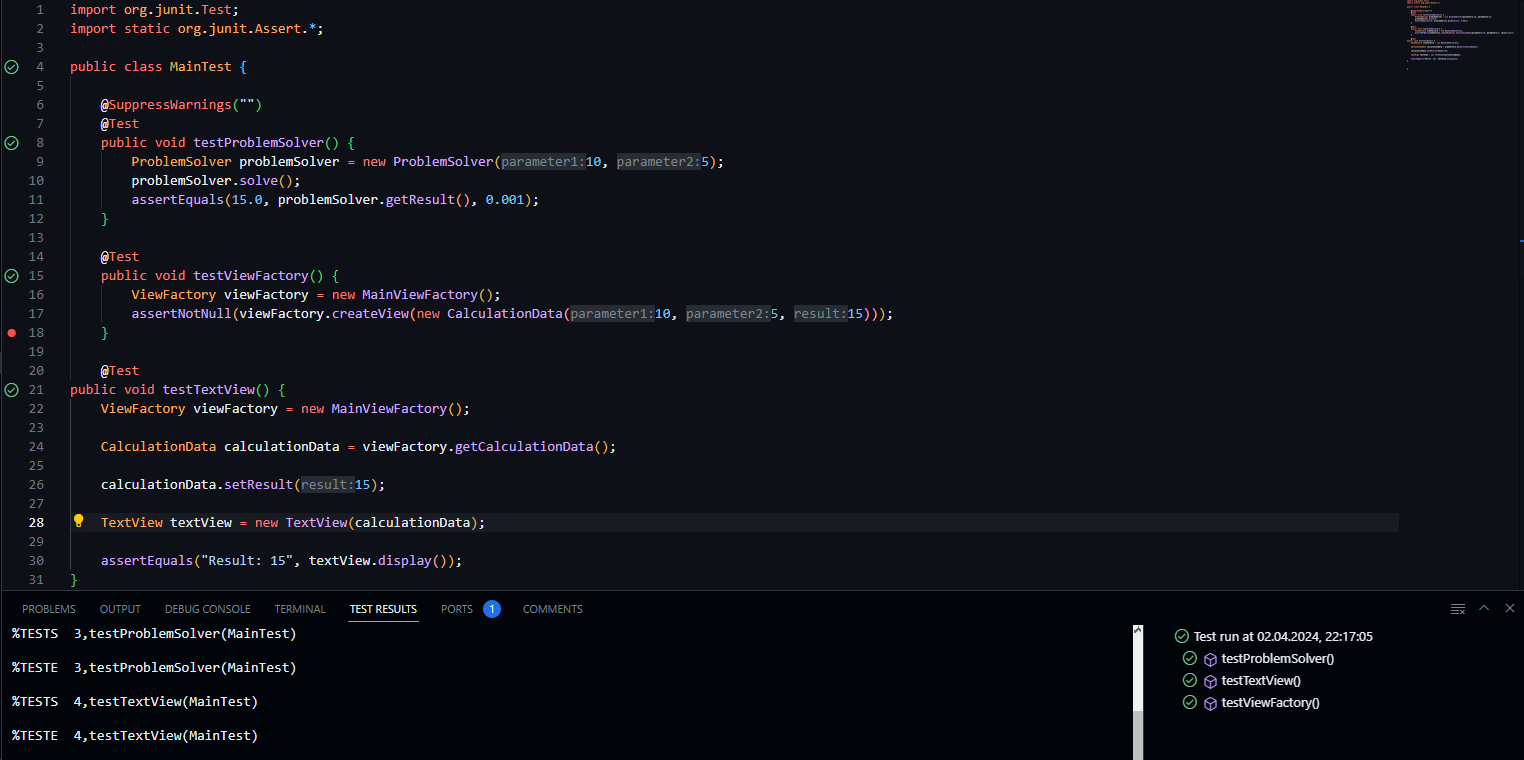 1 import org.junit.Test;
2 import static org.junit.Assert.*;
3
4 public class MainTest {
5
6 @SuppressWarnings("")
7 @Test
8 public void testProblemSolver() {
9 ProblemSolver problemSolver = new ProblemSolver(parameter1:10, parameter2:5);
10 problemSolver.solve();
11 assertEquals(15.0, problemSolver.getResult(), 0.001);
12 }
13
14 @Test
15 public void testViewFactory() {
16 ViewFactory viewFactory = new MainViewFactory();
17 assertNotNull(viewFactory.createView(new CalculationData(parameter1:10, parameter2:5, result:15)));
18 }
19
20 @Test
21 public void testTextView() {
22 ViewFactory viewFactory = new MainViewFactory();
23
24 CalculationData calculationData = viewFactory.getCalculationData();
25
26 calculationData.setResult(result:15);
27
28 TextView textView = new TextView(calculationData);
29
30 assertEquals("Result: 15", textView.display());
31 }
PROBLEMS OUTPUT DEBUG CONSOLE TERMINAL TEST RESULTS PORTS 1 COMMENTS
%TESTS 3,testProblemSolver(MainTest)
%TESTE 3,testProblemSolver(MainTest)
%TESTS 4,testTextView(MainTest)
%TESTE 4,testTextView(MainTest)
Test run at 02.04.2024, 22:17:05
testProblemSolver()
testTextView()
testViewFactory()